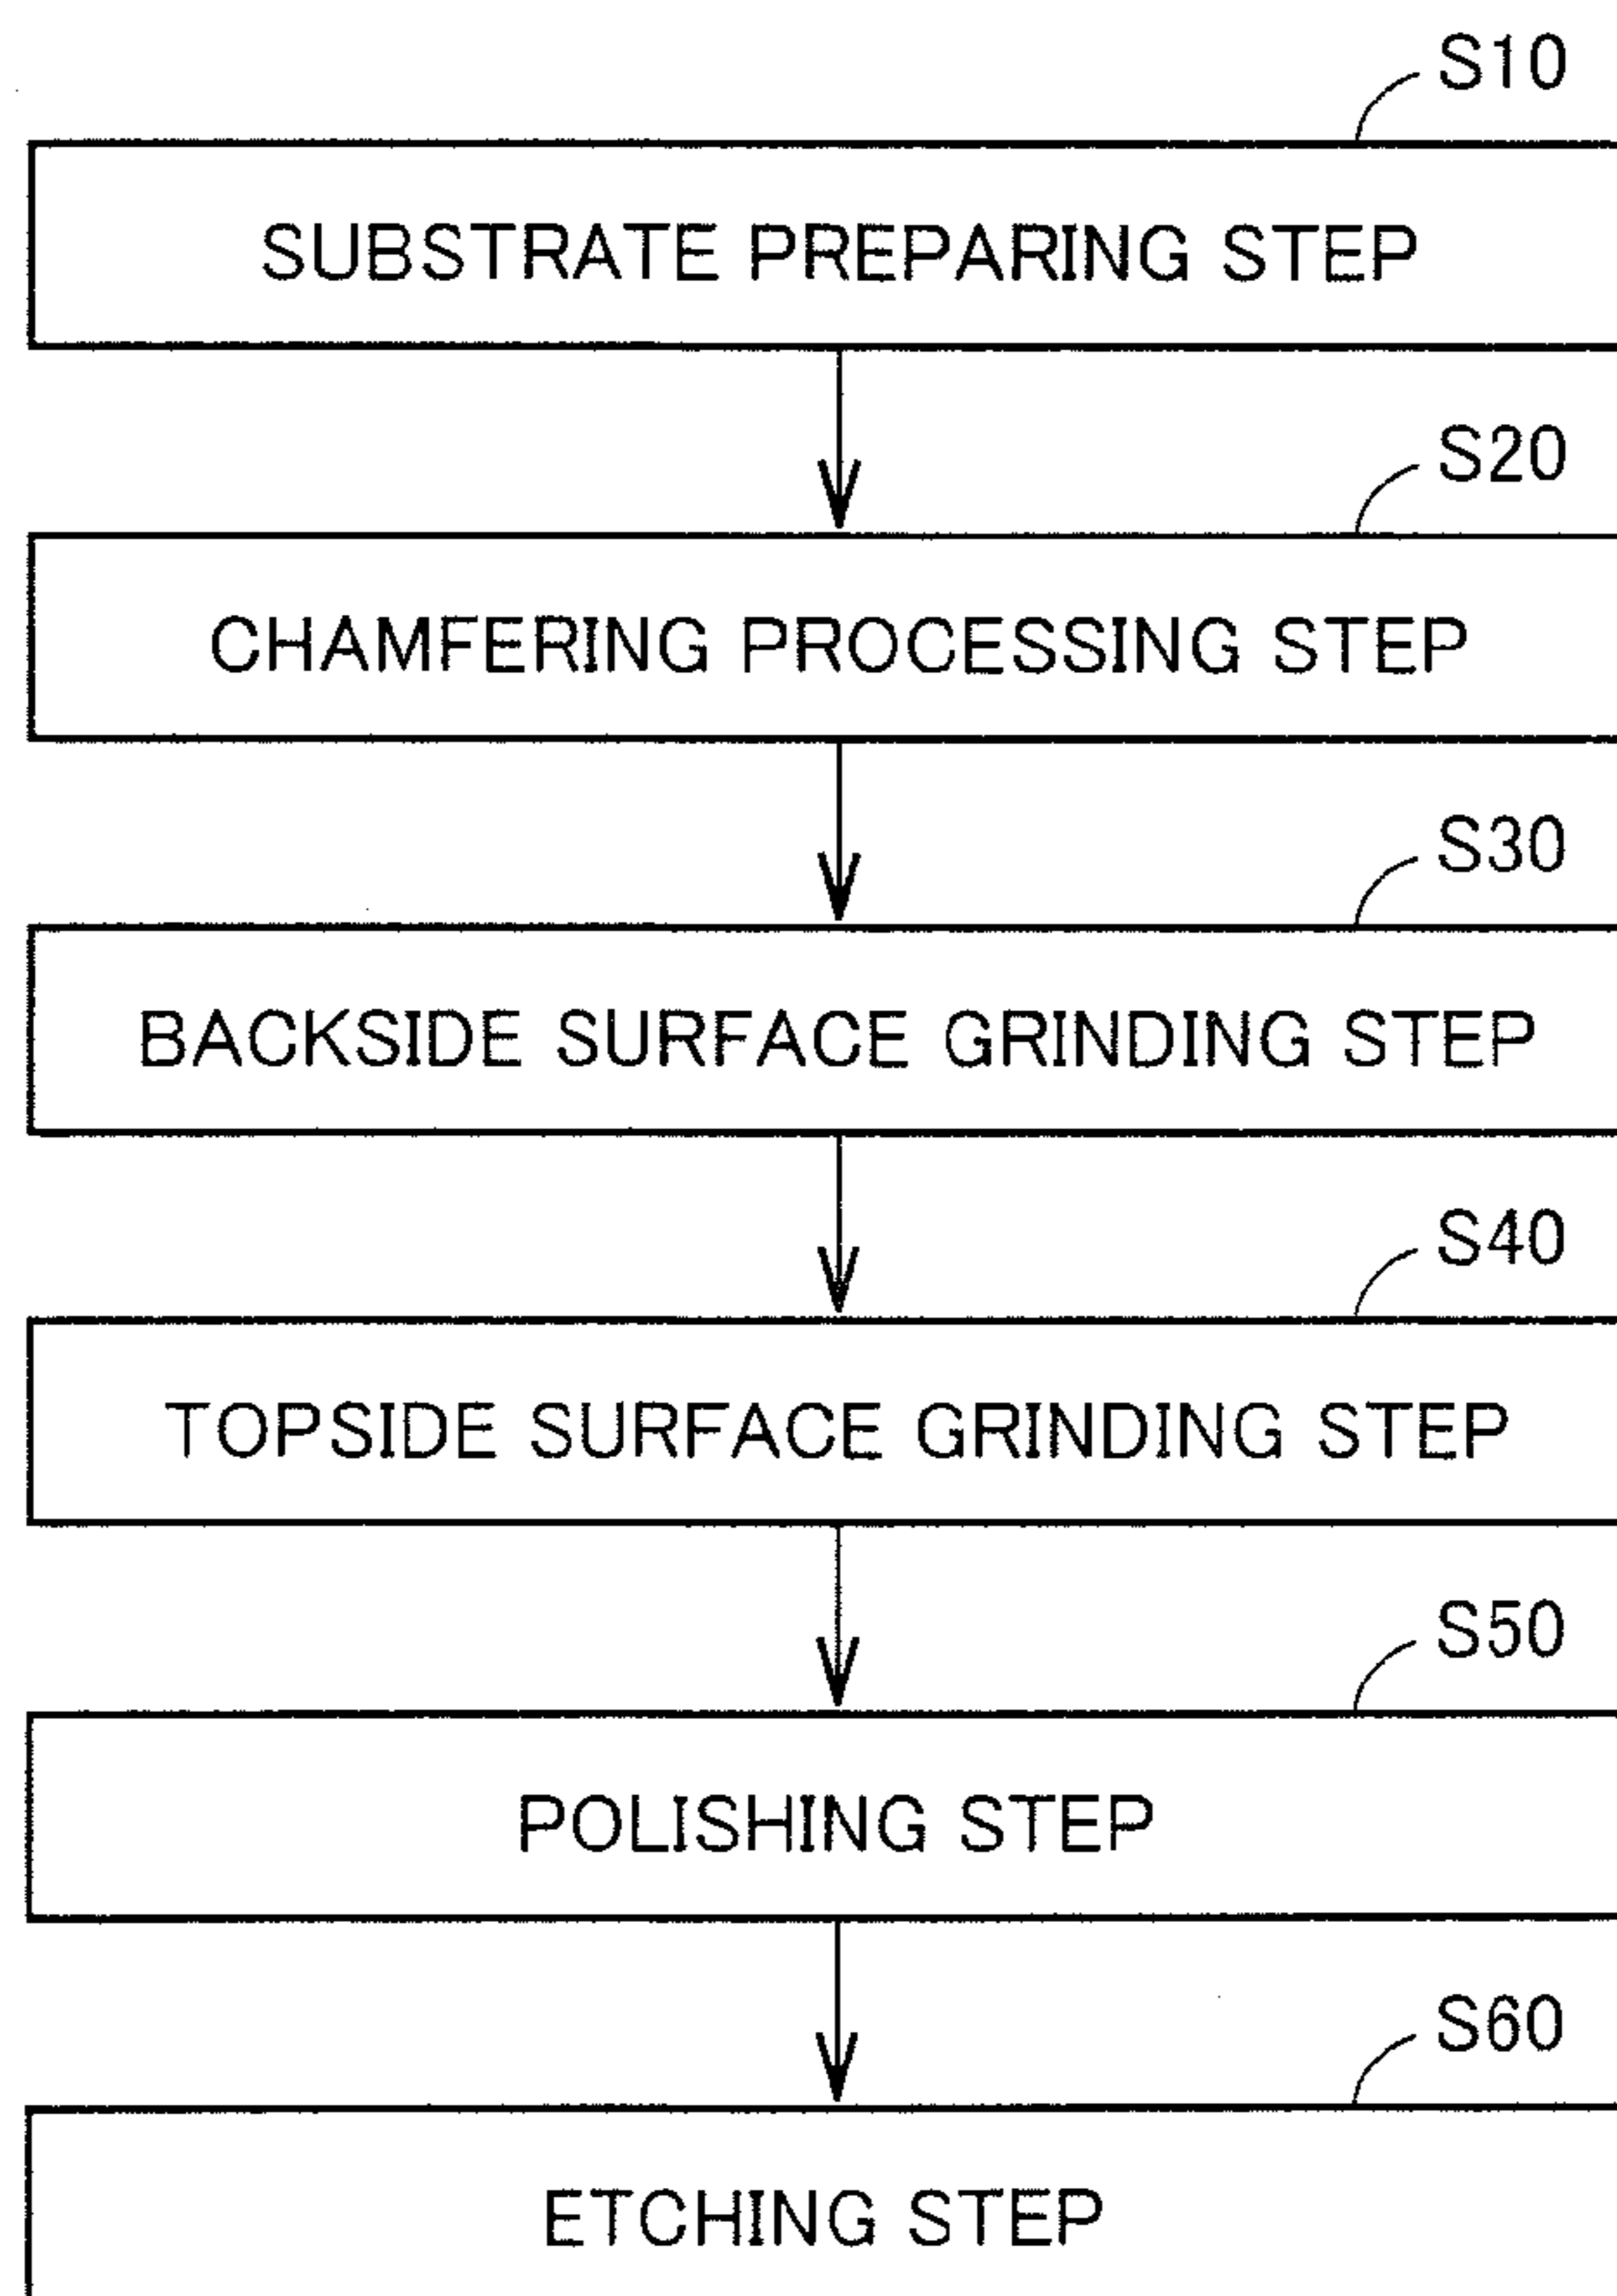 S10
SUBSTRATE PREPARING STEP
S20
CHAMFERING PROCESSING STEP
S30
BACKSIDE SURFACE GRINDING STEP
S40
TOPSIDE SURFACE GRINDING STEP
S50
POLISHING STEP
S60
ETCHING STEP